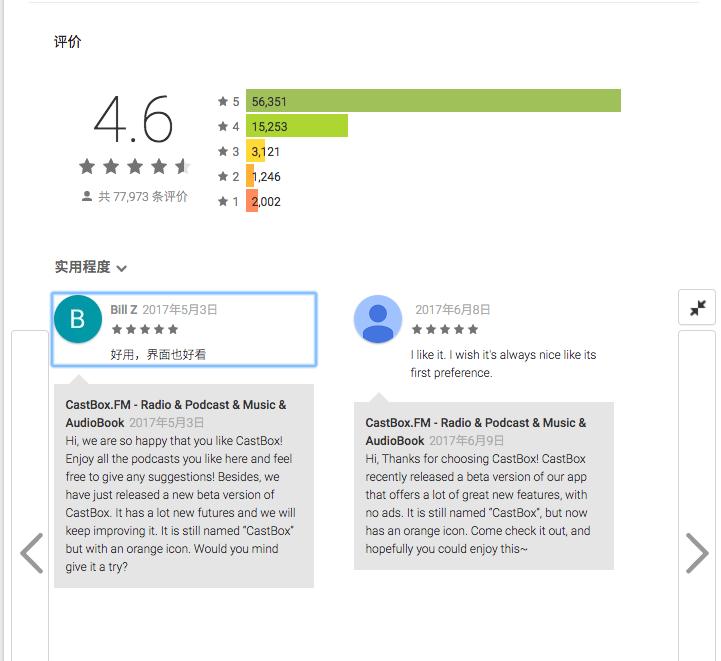 评价
4.6
共 77,973 条评价
5 56,351
4 15,253
3 3,121
2 1,246
1 2,002
实用程度
B
Bill Z 2017年5月3日
好用，界面也好看
CastBox.FM - Radio & Podcast & Music &
AudioBook 2017年5月3日
Hi, we are so happy that you like CastBox!
Enjoy all the podcasts you like here and feel
free to give any suggestions! Besides, we
have just released a new beta version of
CastBox. It has a lot new futures and we will
keep improving it. It is still named “CastBox”
but with an orange icon. Would you mind
give it a try?
2017年6月8日
I like it. I wish it's always nice like its
first preference.
CastBox.FM - Radio & Podcast & Music &
AudioBook 2017年6月9日
Hi, Thanks for choosing CastBox! CastBox
recently released a beta version of our app
that offers a lot of great new features, with
no ads. It is still named “CastBox”, but now
has an orange icon. Come check it out, and
hopefully you could enjoy this~